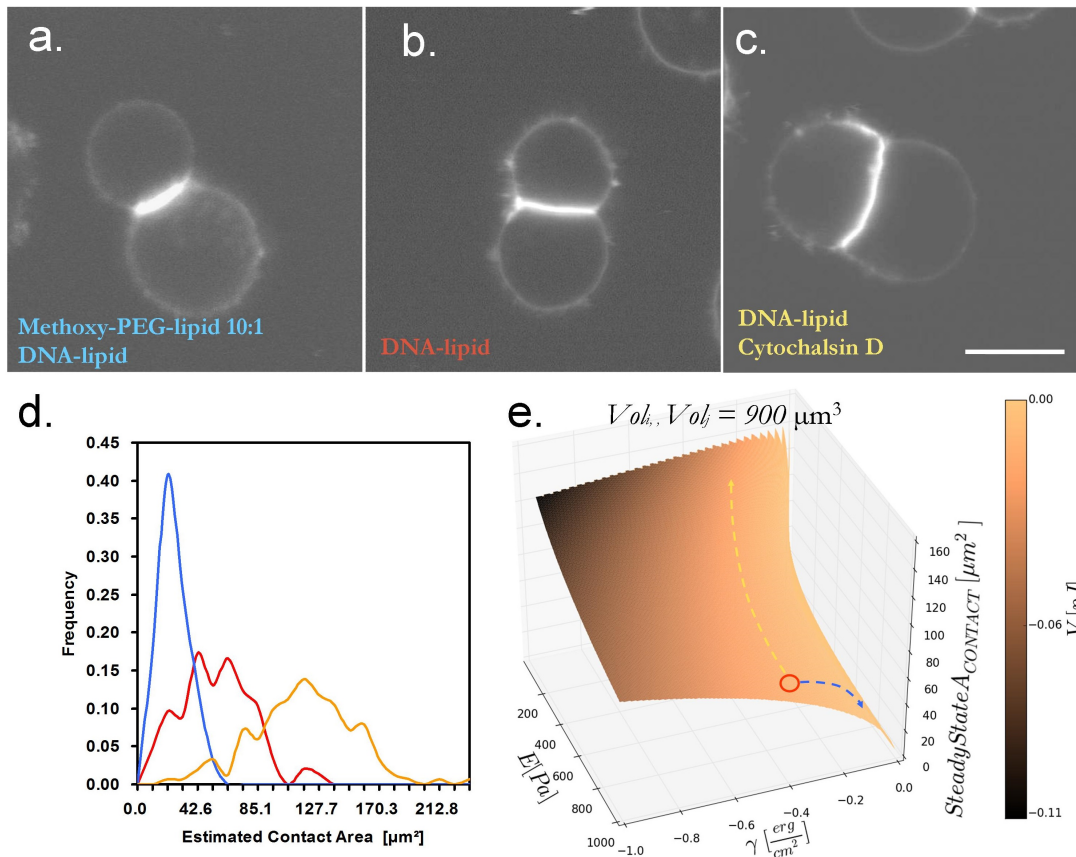 a.
b.
c.
Methoxy-PEG-lipid 10:1
DNA-lipid
DNA-lipid
DNA-lipid
Cytochalsin D
d.
e.
Vol_i, , Vol_j = 900 μm³
0.45
0.40
0.35
0.30
0.25
0.20
0.15
0.10
0.05
0.00
Frequency
0.0 42.6 85.1 127.7 170.3 212.8
Estimated Contact Area [μm²]
200
400
600
800
1000
E[Pa]
-1.0 -0.8 -0.6 -0.4 -0.2 0.0
γ [erg/cm²]
160
140
120
100
80
60
40
20
0
SteadyStateA_CONTACT [μm²]
0.00
-0.06
-0.11